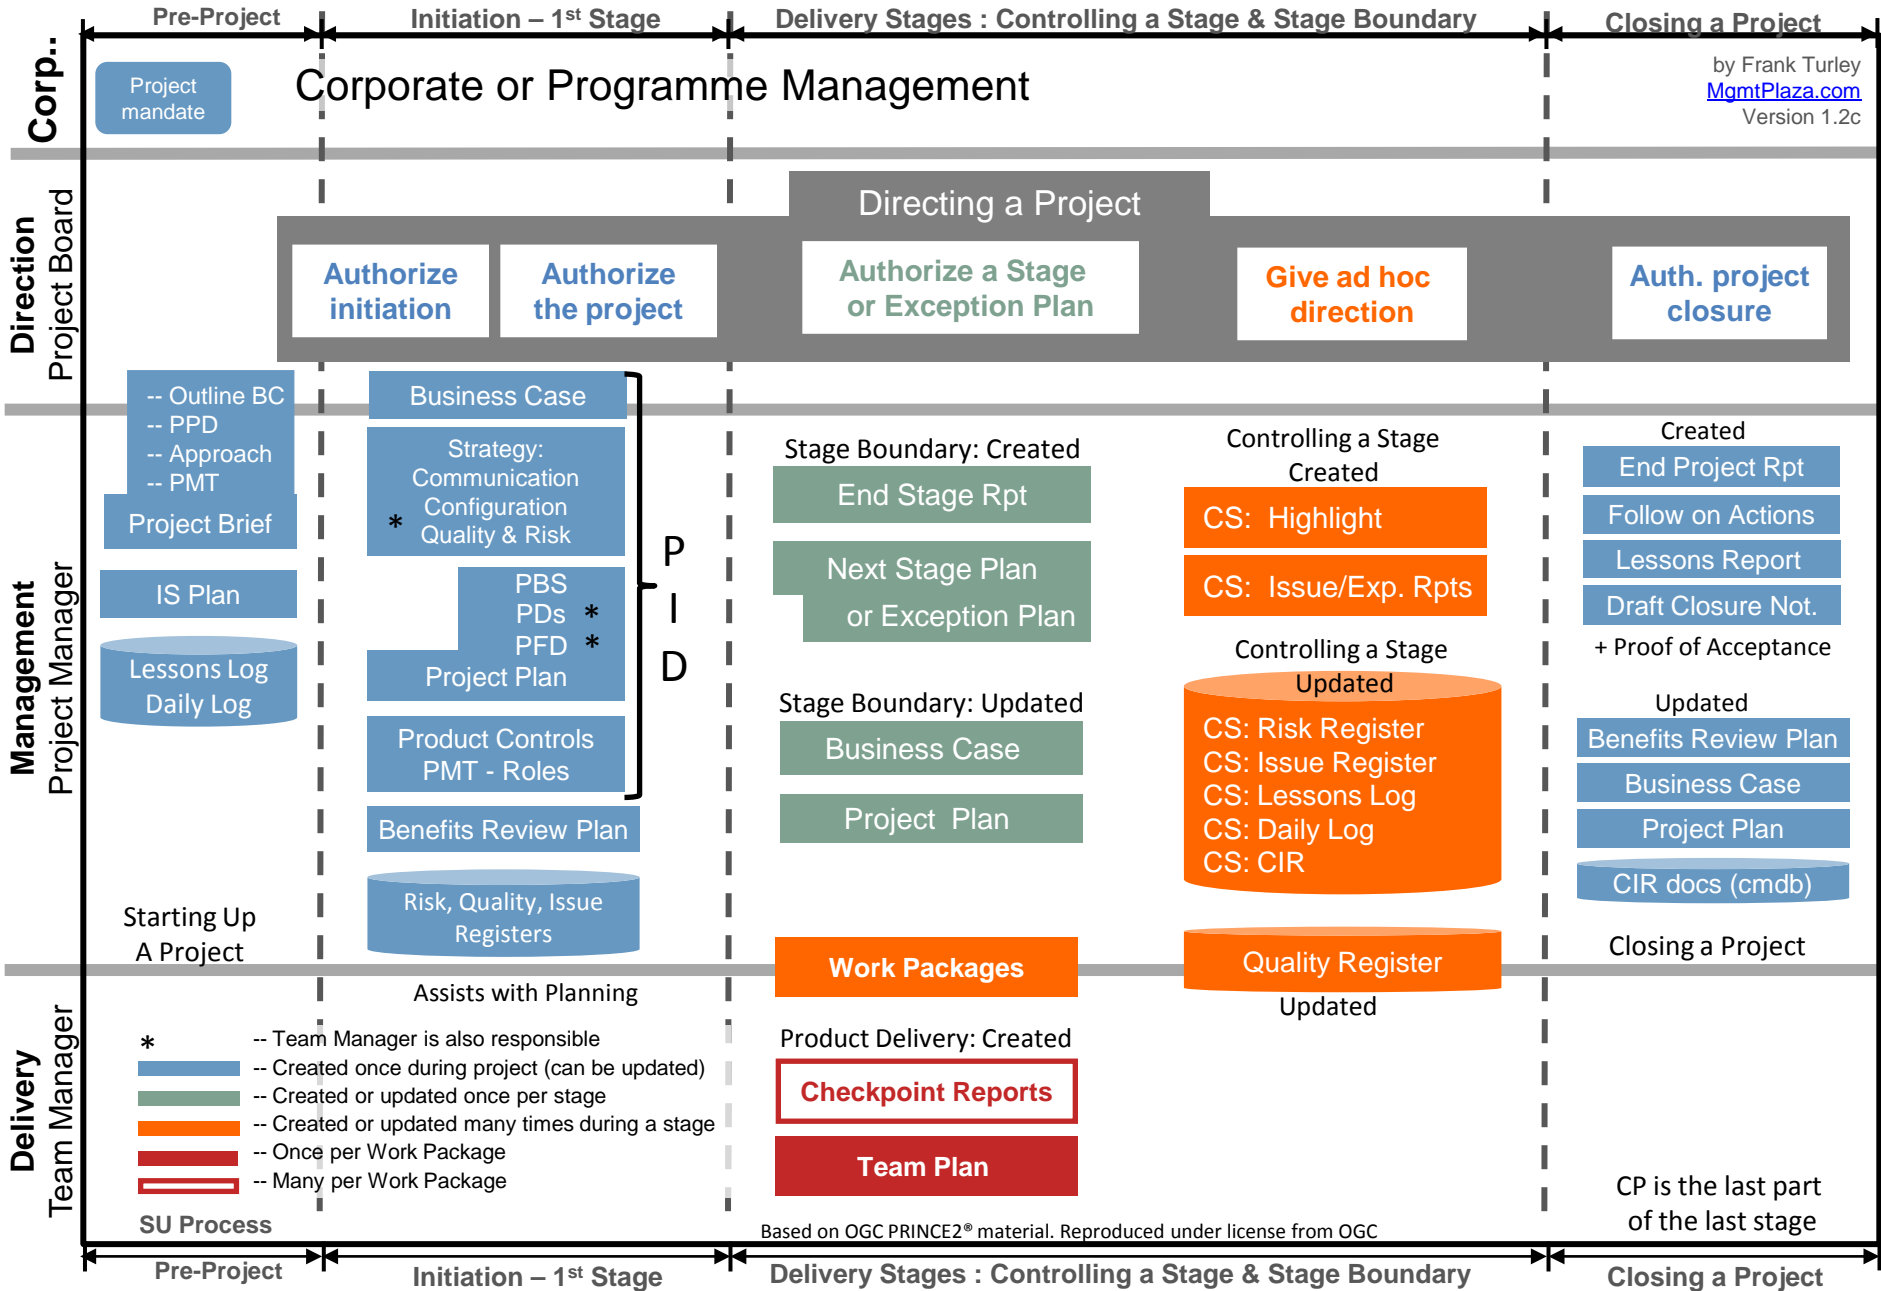 Pre-Project
Initiation – 1st Stage
Delivery Stages : Controlling a Stage & Stage Boundary
Closing a Project
Corp..
Project
mandate
Corporate or Programme Management
by Frank Turley
MgmtPlaza.com
Version 1.2c
Direction
Project Board
Directing a Project
Authorize
initiation
Authorize
the project
Authorize a Stage
or Exception Plan
Give ad hoc
direction
Auth. project
closure
Management
Project Manager
-- Outline BC
-- PPD
-- Approach
-- PMT
Project Brief
IS Plan
Lessons Log
Daily Log
Starting Up
A Project
Business Case
Strategy:
Communication
Configuration
* Quality & Risk
PBS
PDs *
PFD *
Project Plan
Product Controls
PMT - Roles
P
I
D
Benefits Review Plan
Risk, Quality, Issue
Registers
Stage Boundary: Created
End Stage Rpt
Next Stage Plan
or Exception Plan
Stage Boundary: Updated
Business Case
Project Plan
Work Packages
Controlling a Stage
Created
CS: Highlight
CS: Issue/Exp. Rpts
Controlling a Stage
Updated
CS: Risk Register
CS: Issue Register
CS: Lessons Log
CS: Daily Log
CS: CIR
Quality Register
Updated
Created
End Project Rpt
Follow on Actions
Lessons Report
Draft Closure Not.
+ Proof of Acceptance
Updated
Benefits Review Plan
Business Case
Project Plan
CIR docs (cmdb)
Closing a Project
Delivery
Team Manager
Assists with Planning
* -- Team Manager is also responsible
-- Created once during project (can be updated)
-- Created or updated once per stage
-- Created or updated many times during a stage
-- Once per Work Package
-- Many per Work Package
SU Process
Product Delivery: Created
Checkpoint Reports
Team Plan
Based on OGC PRINCE2® material. Reproduced under license from OGC
CP is the last part
of the last stage
Pre-Project
Initiation – 1st Stage
Delivery Stages : Controlling a Stage & Stage Boundary
Closing a Project